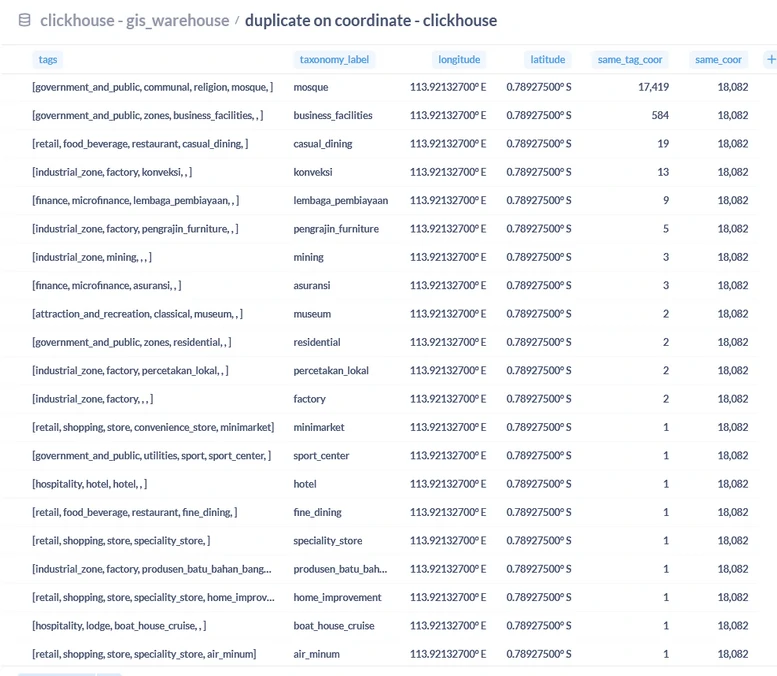 clickhouse - gis_warehouse / duplicate on coordinate - clickhouse
tags taxonomy_label longitude latitude same_tag_coor same_coor +
[government_and_public, communal, religion, mosque, ] mosque 113.92132700° E 0.78927500° S 17,419 18,082
[government_and_public, zones, business_facilities, , ] business_facilities 113.92132700° E 0.78927500° S 584 18,082
[retail, food_beverage, restaurant, casual_dining, ] casual_dining 113.92132700° E 0.78927500° S 19 18,082
[industrial_zone, factory, konveksi, , ] konveksi 113.92132700° E 0.78927500° S 13 18,082
[finance, microfinance, lembaga_pembiayaan, , ] lembaga_pembiayaan 113.92132700° E 0.78927500° S 9 18,082
[industrial_zone, factory, pengrajin_furniture, , ] pengrajin_furniture 113.92132700° E 0.78927500° S 5 18,082
[industrial_zone, mining, , , ] mining 113.92132700° E 0.78927500° S 3 18,082
[finance, microfinance, asuransi, , ] asuransi 113.92132700° E 0.78927500° S 3 18,082
[attraction_and_recreation, classical, museum, , ] museum 113.92132700° E 0.78927500° S 2 18,082
[government_and_public, zones, residential, , ] residential 113.92132700° E 0.78927500° S 2 18,082
[industrial_zone, factory, percetakan_lokal, , ] percetakan_lokal 113.92132700° E 0.78927500° S 2 18,082
[industrial_zone, factory, , , ] factory 113.92132700° E 0.78927500° S 2 18,082
[retail, shopping, store, convenience_store, minimarket] minimarket 113.92132700° E 0.78927500° S 1 18,082
[government_and_public, utilities, sport, sport_center, ] sport_center 113.92132700° E 0.78927500° S 1 18,082
[hospitality, hotel, hotel, , ] hotel 113.92132700° E 0.78927500° S 1 18,082
[retail, food_beverage, restaurant, fine_dining, ] fine_dining 113.92132700° E 0.78927500° S 1 18,082
[retail, shopping, store, speciality_store, ] speciality_store 113.92132700° E 0.78927500° S 1 18,082
[industrial_zone, factory, produsen_batu_bahan_bang... produsen_batu_bah... 113.92132700° E 0.78927500° S 1 18,082
[retail, shopping, store, speciality_store, home_improv... home_improvement 113.92132700° E 0.78927500° S 1 18,082
[hospitality, lodge, boat_house_cruise, , ] boat_house_cruise 113.92132700° E 0.78927500° S 1 18,082
[retail, shopping, store, speciality_store, air_minum] air_minum 113.92132700° E 0.78927500° S 1 18,082